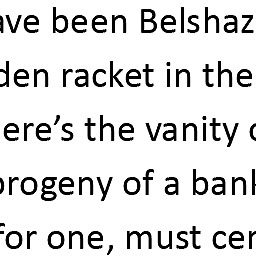 ave been Belshaz
den racket in the
ere’s the vanity o
progeny of a bank
for one, must cer